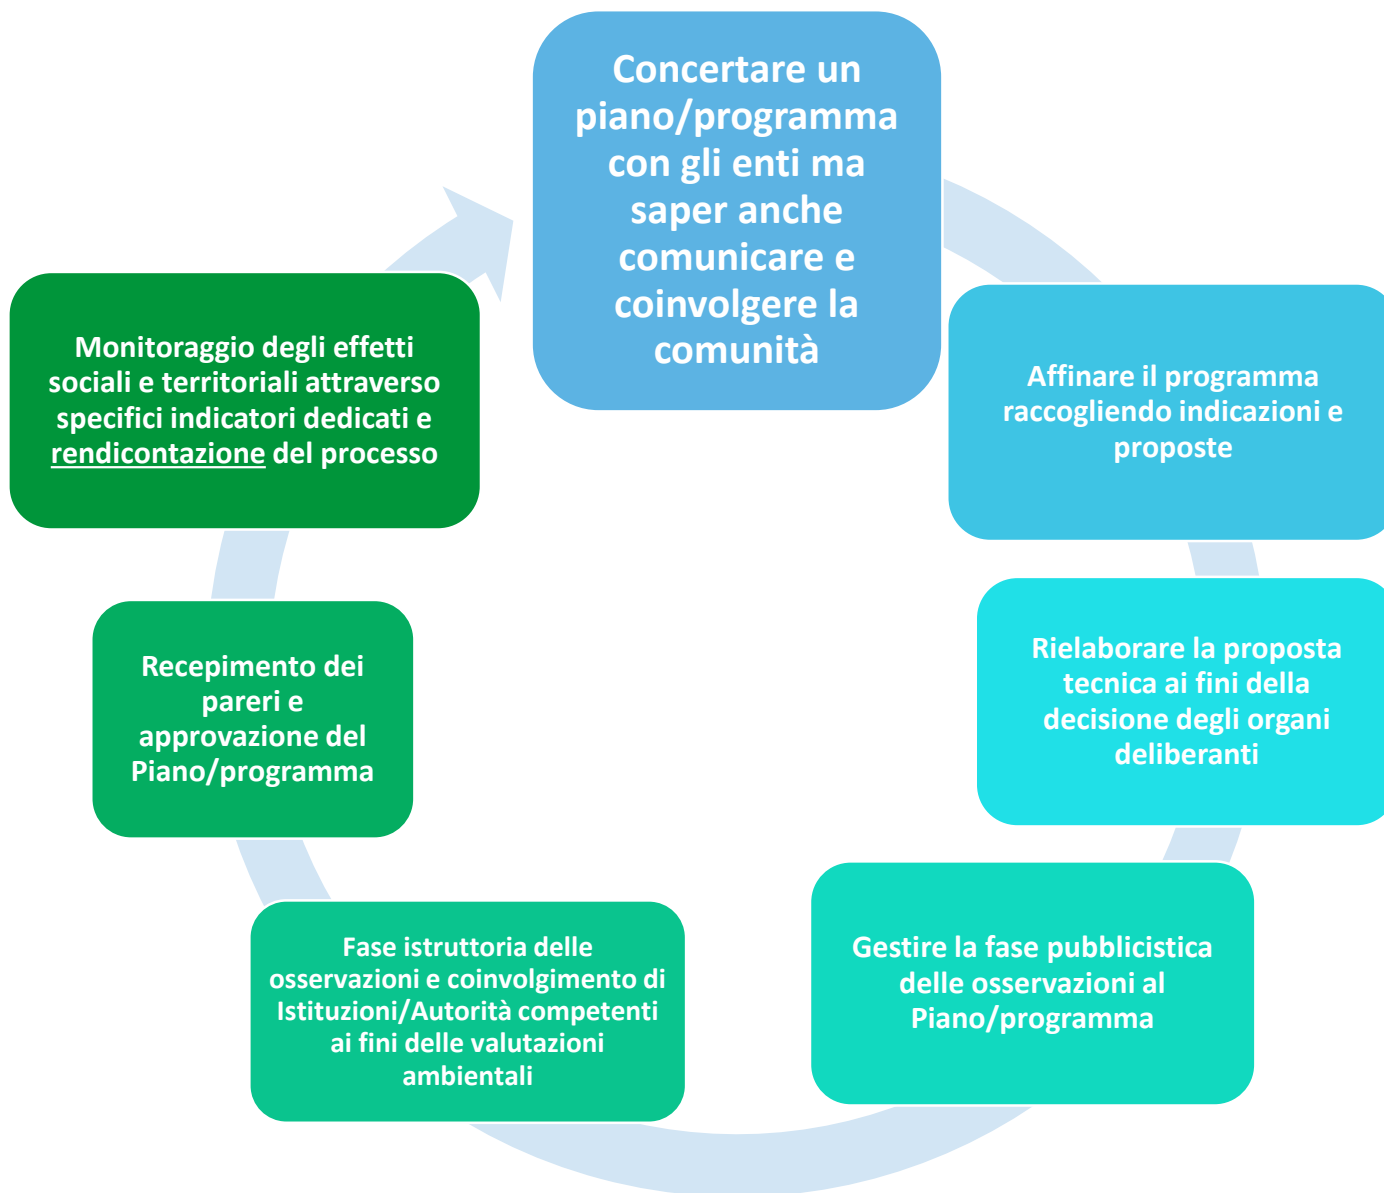 Concertare un
piano/programma
con gli enti ma
saper anche
comunicare e
coinvolgere la
comunità
Affinare il programma
raccogliendo indicazioni e
proposte
Rielaborare la proposta
tecnica ai fini della
decisione degli organi
deliberanti
Gestire la fase pubblicistica
delle osservazioni al
Piano/programma
Fase istruttoria delle
osservazioni e coinvolgimento di
Istituzioni/Autorità competenti
ai fini delle valutazioni
ambientali
Recepimento dei
pareri e
approvazione del
Piano/programma
Monitoraggio degli effetti
sociali e territoriali attraverso
specifici indicatori dedicati e
rendicontazione del processo